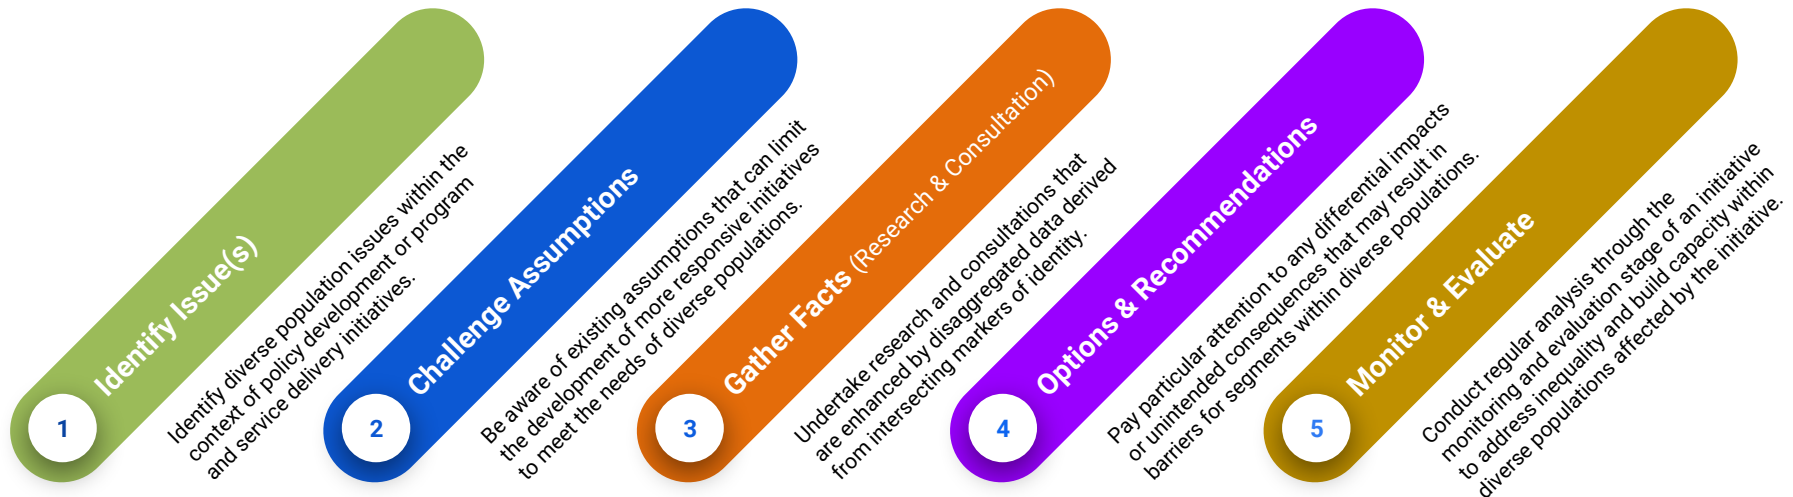 1
Identify Issue(s)
Identify diverse population issues within the
context of policy development or program
and service delivery initiatives.
2
Challenge Assumptions
Be aware of existing assumptions that can limit
the development of more responsive initiatives
to meet the needs of diverse populations.
3
Gather Facts (Research & Consultation)
Undertake research and consultations that
are enhanced by disaggregated data derived
from intersecting markers of identity.
4
Options & Recommendations
Pay particular attention to any differential impacts
or unintended consequences that may result in
barriers for segments within diverse populations.
5
Monitor & Evaluate
Conduct regular analysis through the
monitoring and evaluation stage of an initiative
to address inequality and build capacity within
diverse populations affected by the initiative.